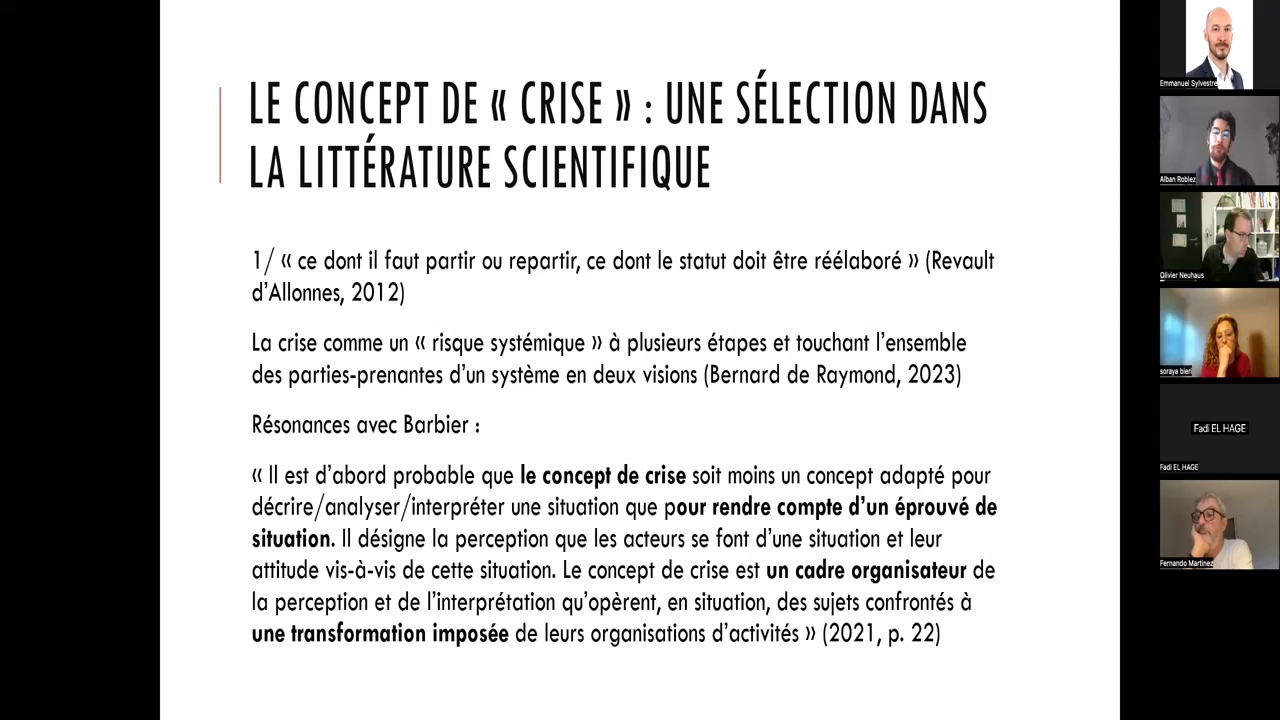 LE CONCEPT DE « CRISE » : UNE SÉLECTION DANS
LA LITTÉRATURE SCIENTIFIQUE
1/ « ce dont il faut partir ou repartir, ce dont le statut doit être réélaboré » (Revault
d’Allonnes, 2012)
La crise comme un « risque systémique » à plusieurs étapes et touchant l’ensemble
des parties-prenantes d’un système en deux visions (Bernard de Raymond, 2023)
Résonances avec Barbier :
« Il est d’abord probable que le concept de crise soit moins un concept adapté pour
décrire/analyser/interpréter une situation que pour rendre compte d’un éprouvé de
situation. Il désigne la perception que les acteurs se font d’une situation et leur
attitude vis-à-vis de cette situation. Le concept de crise est un cadre organisateur de
la perception et de l’interprétation qu’opèrent, en situation, des sujets confrontés à
une transformation imposée de leurs organisations d’activités » (2021, p. 22)
Emmanuel Sylvestre
Alban Roblez
Olivier Neuhaus
soraya bieri
Fadi EL HAGE
Fadi EL HAGE
Fernando Martinez